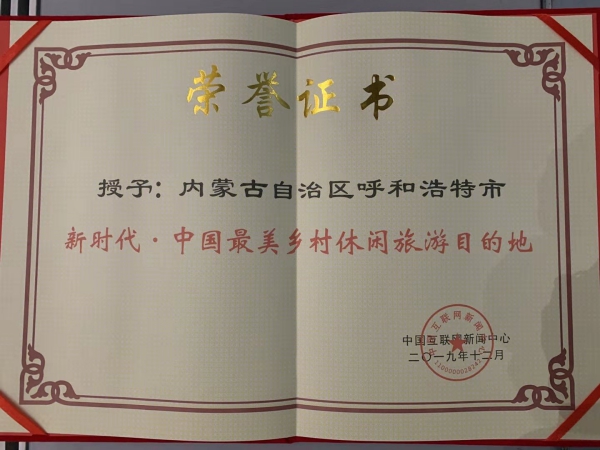 荣誉证书
授予：内蒙古自治区呼和浩特市
新时代·中国最美乡村休闲旅游目的地
中国互联网新闻中心
二〇一九年十二月